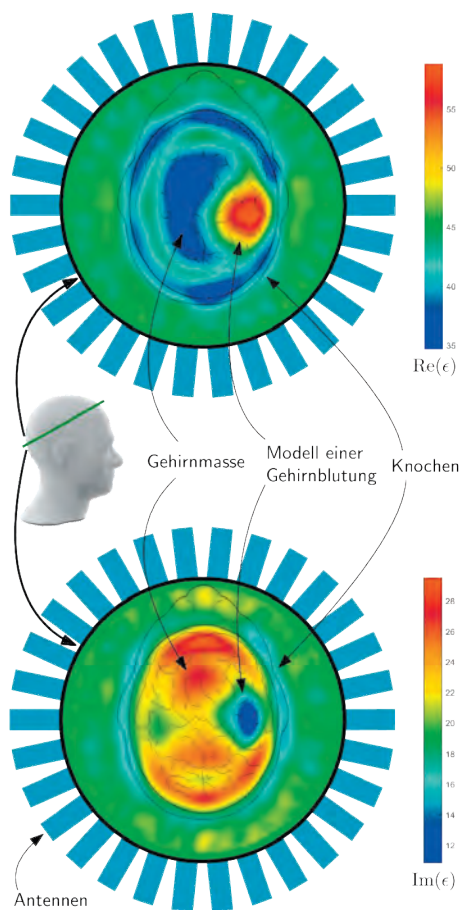 55
50
45
40
35
Re(ϵ)
Gehirnmasse
Modell einer
Gehirnblutung
Knochen
28
26
24
22
20
18
16
14
12
Im(ϵ)
Antennen